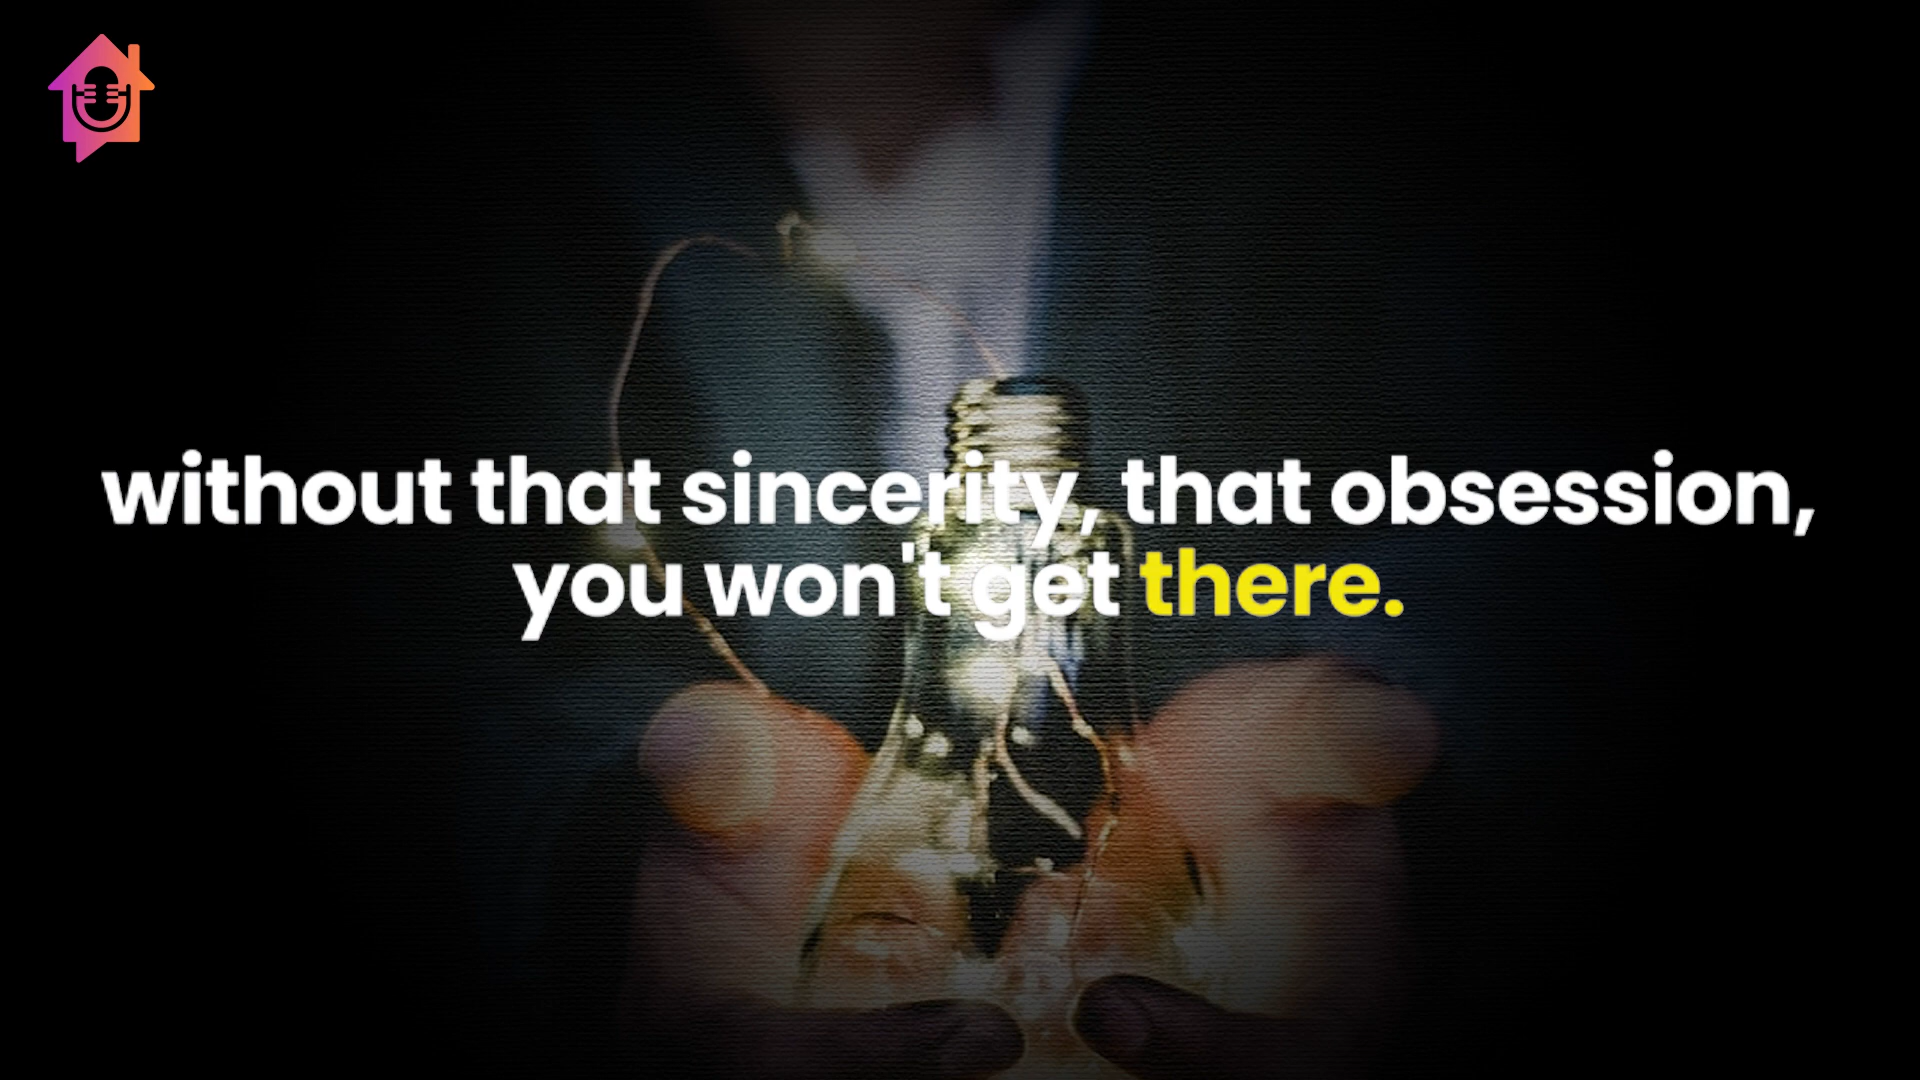 without that sincerity, that obsession,
you won't get there.